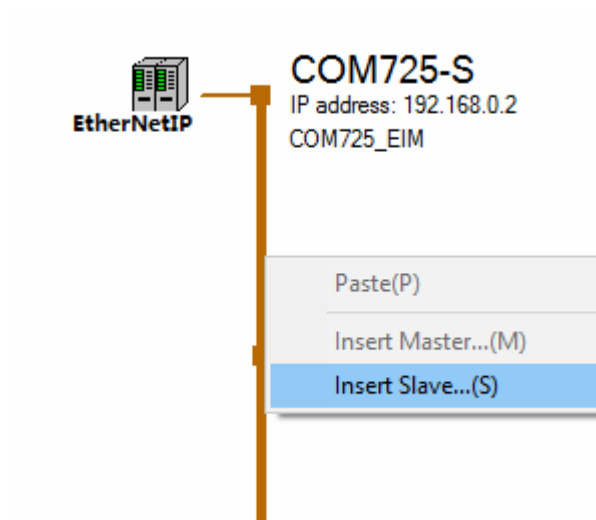 COM725-S
IP address: 192.168.0.2
EtherNetIP
COM725_EIM
Paste(P)
Insert Master...(M)
Insert Slave...(S)